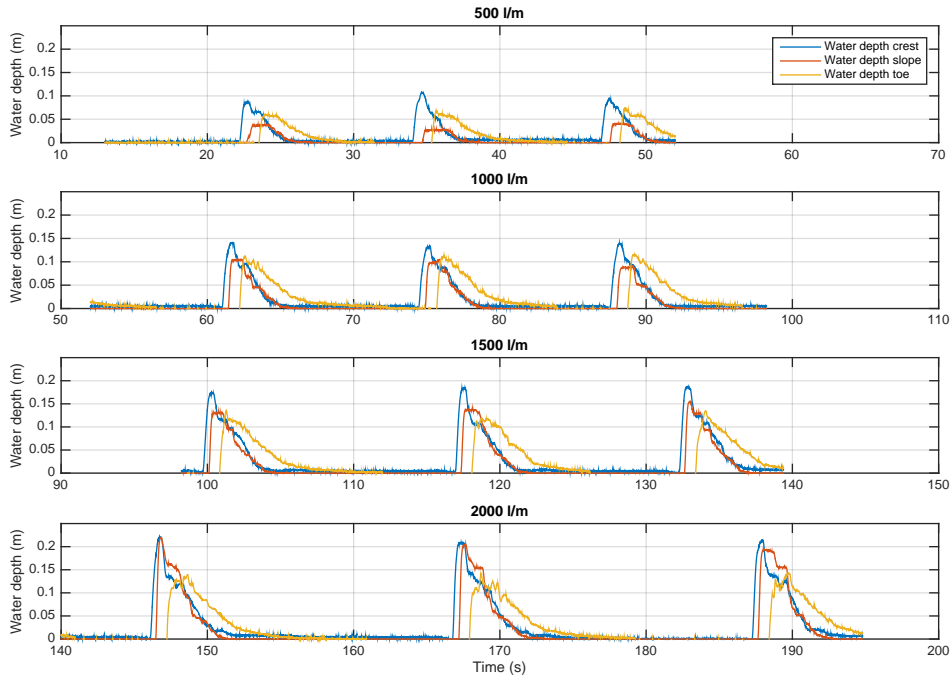 500 l/m
Water depth (m)
0.2
0.15
0.1
0.05
0
Water depth crest
Water depth slope
Water depth toe
10 20 30 40 50 60 70
1000 l/m
Water depth (m)
0.2
0.15
0.1
0.05
0
50 60 70 80 90 100 110
1500 l/m
Water depth (m)
0.2
0.15
0.1
0.05
0
90 100 110 120 130 140 150
2000 l/m
Water depth (m)
0.2
0.15
0.1
0.05
0
140 150 160 170 180 190 200
Time (s)